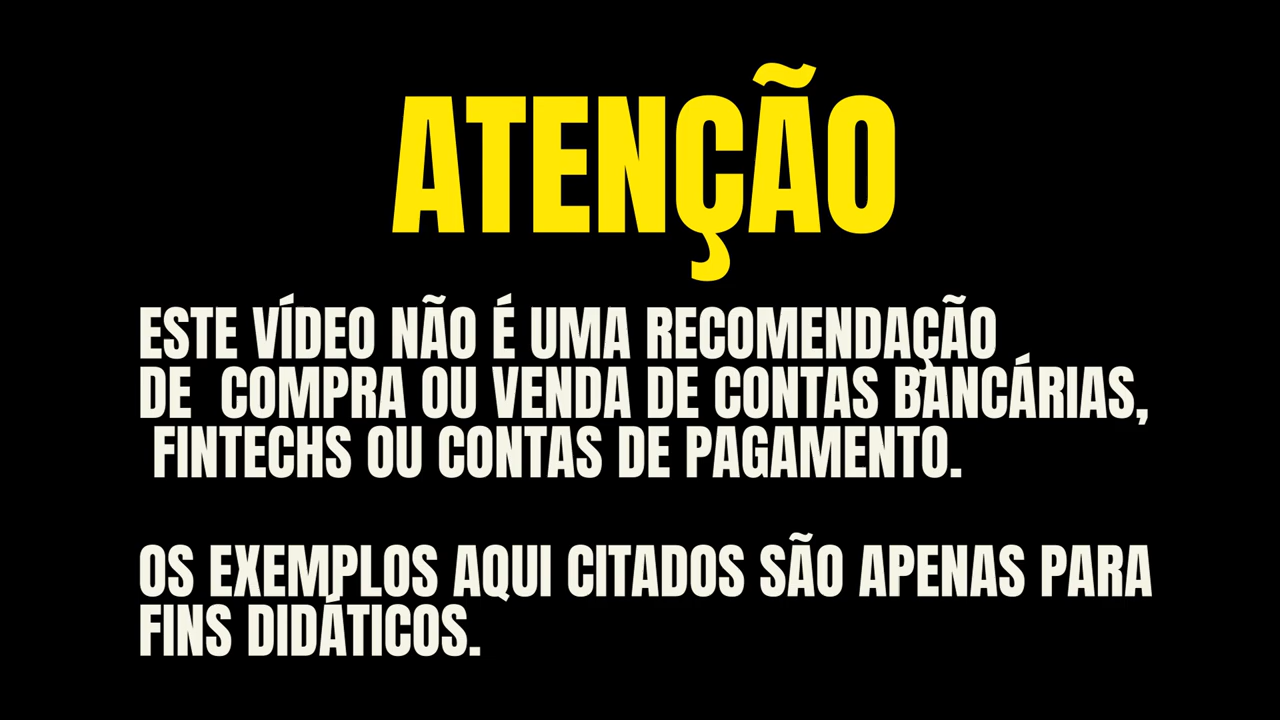 ATENÇÃO
ESTE VÍDEO NÃO É UMA RECOMENDAÇÃO
DE COMPRA OU VENDA DE CONTAS BANCÁRIAS,
FINTECHS OU CONTAS DE PAGAMENTO.
OS EXEMPLOS AQUI CITADOS SÃO APENAS PARA
FINS DIDÁTICOS.